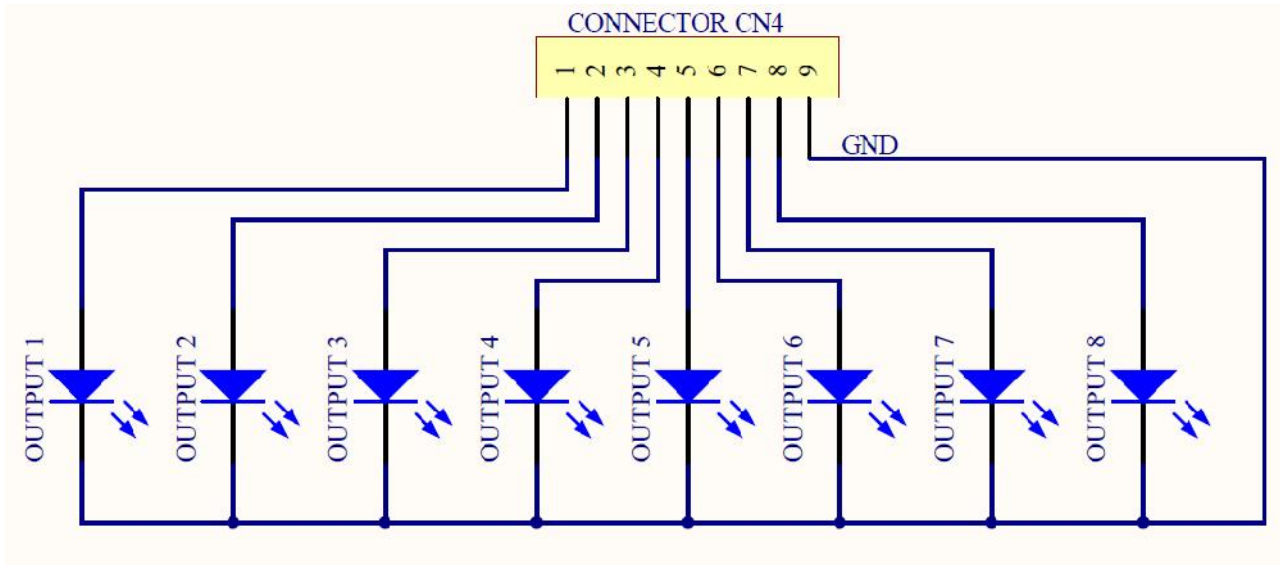 CONNECTOR CN4
1 2 3 4 5 6 7 8 9
GND
OUTPUT 1
OUTPUT 2
OUTPUT 3
OUTPUT 4
OUTPUT 5
OUTPUT 6
OUTPUT 7
OUTPUT 8